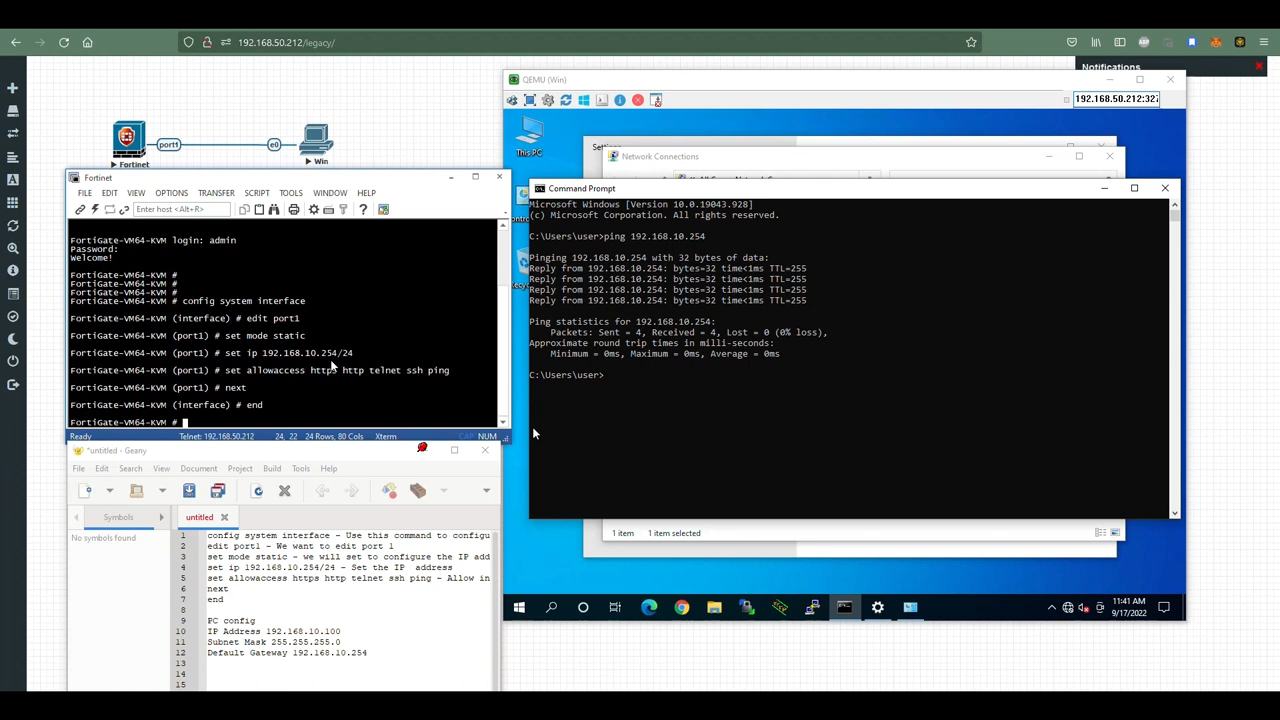 192.168.50.212/legacy/
Notifications
port1
e0
Fortinet
Win
QEMU (Win)
192.168.50.212:32
This PC
Network Connections
Fortinet
FILE EDIT VIEW OPTIONS TRANSFER SCRIPT TOOLS WINDOW HELP
Enter host <Alt+R>
FortiGate-VM64-KVM login: admin
Password:
Welcome!
FortiGate-VM64-KVM #
FortiGate-VM64-KVM #
FortiGate-VM64-KVM #
FortiGate-VM64-KVM # config system interface
FortiGate-VM64-KVM (interface) # edit port1
FortiGate-VM64-KVM (port1) # set mode static
FortiGate-VM64-KVM (port1) # set ip 192.168.10.254/24
FortiGate-VM64-KVM (port1) # set allowaccess https http telnet ssh ping
FortiGate-VM64-KVM (port1) # next
FortiGate-VM64-KVM (interface) # end
FortiGate-VM64-KVM #
Ready Telnet: 192.168.50.212 24, 22 24 Rows, 80 Cols Xterm CAP NUM
Command Prompt
Microsoft Windows [Version 10.0.19043.928]
(c) Microsoft Corporation. All rights reserved.
C:\Users\user>ping 192.168.10.254
Pinging 192.168.10.254 with 32 bytes of data:
Reply from 192.168.10.254: bytes=32 time<1ms TTL=255
Reply from 192.168.10.254: bytes=32 time<1ms TTL=255
Reply from 192.168.10.254: bytes=32 time<1ms TTL=255
Reply from 192.168.10.254: bytes=32 time<1ms TTL=255
Ping statistics for 192.168.10.254:
Packets: Sent = 4, Received = 4, Lost = 0 (0% loss),
Approximate round trip times in milli-seconds:
Minimum = 0ms, Maximum = 0ms, Average = 0ms
C:\Users\user>
1 item 1 item selected
11:41 AM
9/17/2022
*untitled - Geany
File Edit Search View Document Project Build Tools Help
Symbols
No symbols found
untitled
1 config system interface - Use this command to configu
2 edit port1 - We want to edit port 1
3 set mode static - we will set to configure the IP add
4 set ip 192.168.10.254/24 - Set the IP address
5 set allowaccess https http telnet ssh ping - Allow in
6 next
7 end
8
9 PC config
10 IP Address 192.168.10.100
11 Subnet Mask 255.255.255.0
12 Default Gateway 192.168.10.254
13
14
15